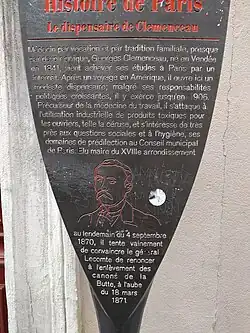 Histoire de Paris
Le dispensaire de Clemenceau
Médecin par vocation et par tradition familiale, presque
Georges Clemenceau, né en Vendée
en 1841, vient achever ses études à Paris par un
internat. Après un voyage en Amérique, il ouvre ici un
modeste dispensaire; malgré ses responsabilités
politiques croissantes, il y exerce jusqu'en 1906.
Précurseur de la médecine du travail, il s'attaque à
l'utilisation industrielle de produits toxiques pour
les ouvriers, telle la céruse, et s'intéresse de très
près aux questions sociales et à l'hygiène, ses
domaines de prédilection au Conseil municipal
de Paris. Elu maire du XVIIIe arrondissement
au lendemain du 4 septembre
1870, il tente vainement
de convaincre le général
Lecomte de renoncer
à l'enlèvement des
canons de la
Butte, à l'aube
du 18 mars
1871.